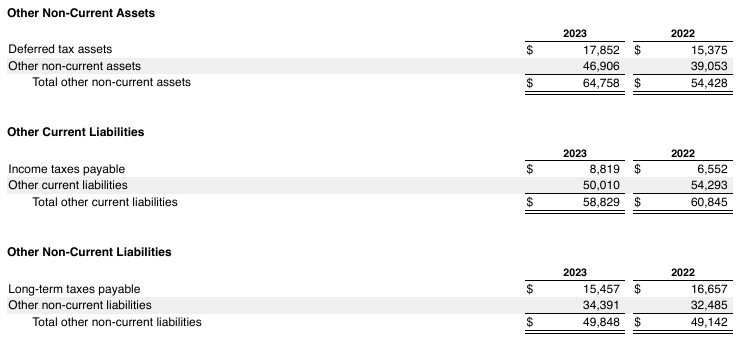 Other Non-Current Assets
2023 2022
Deferred tax assets $ 17,852 $ 15,375
Other non-current assets 46,906 39,053
Total other non-current assets $ 64,758 $ 54,428
Other Current Liabilities
2023 2022
Income taxes payable $ 8,819 $ 6,552
Other current liabilities 50,010 54,293
Total other current liabilities $ 58,829 $ 60,845
Other Non-Current Liabilities
2023 2022
Long-term taxes payable $ 15,457 $ 16,657
Other non-current liabilities 34,391 32,485
Total other non-current liabilities $ 49,848 $ 49,142